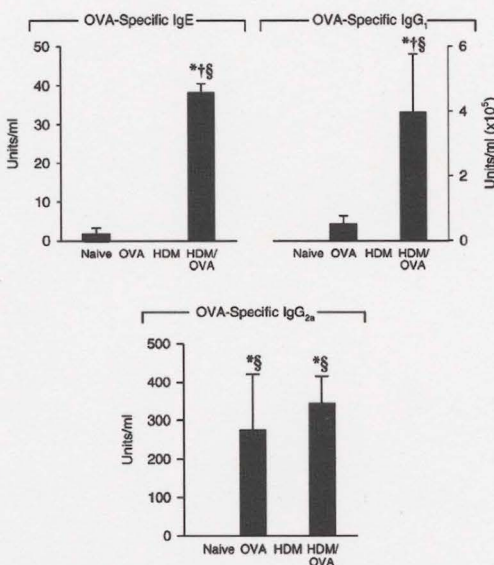 OVA-Specific IgE
50
40
30
20
10
0
Units/ml
*†§
Naive OVA HDM HDM/
OVA
OVA-Specific IgG1
6
4
2
0
Units/ml (x10⁵)
*†§
Naive OVA HDM HDM/
OVA
OVA-Specific IgG2a
500
400
300
200
100
0
Units/ml
*§ *§
Naive OVA HDM HDM/
OVA